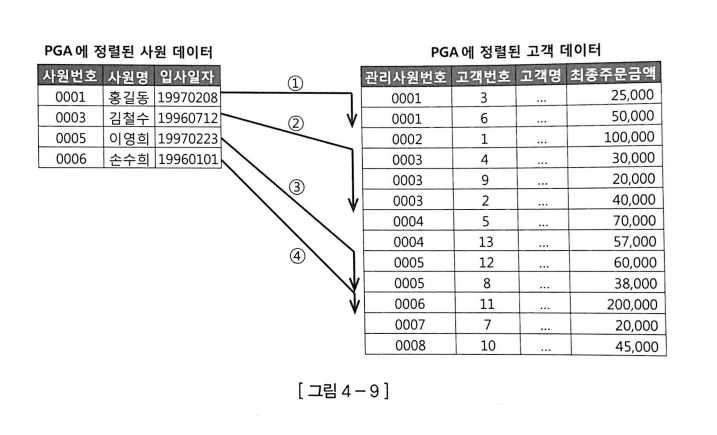 PGA에 정렬된 사원 데이터
사원번호 사원명 입사일자
0001 홍길동 19970208
0003 김철수 19960712
0005 이영희 19970223
0006 손수희 19960101
①
②
③
④
PGA에 정렬된 고객 데이터
관리사원번호 고객번호 고객명 최종주문금액
0001 3 ... 25,000
0001 6 ... 50,000
0002 1 ... 100,000
0003 4 ... 30,000
0003 9 ... 20,000
0003 2 ... 40,000
0004 5 ... 70,000
0004 13 ... 57,000
0005 12 ... 60,000
0005 8 ... 38,000
0006 11 ... 200,000
0007 7 ... 20,000
0008 10 ... 45,000
[ 그림 4 - 9 ]